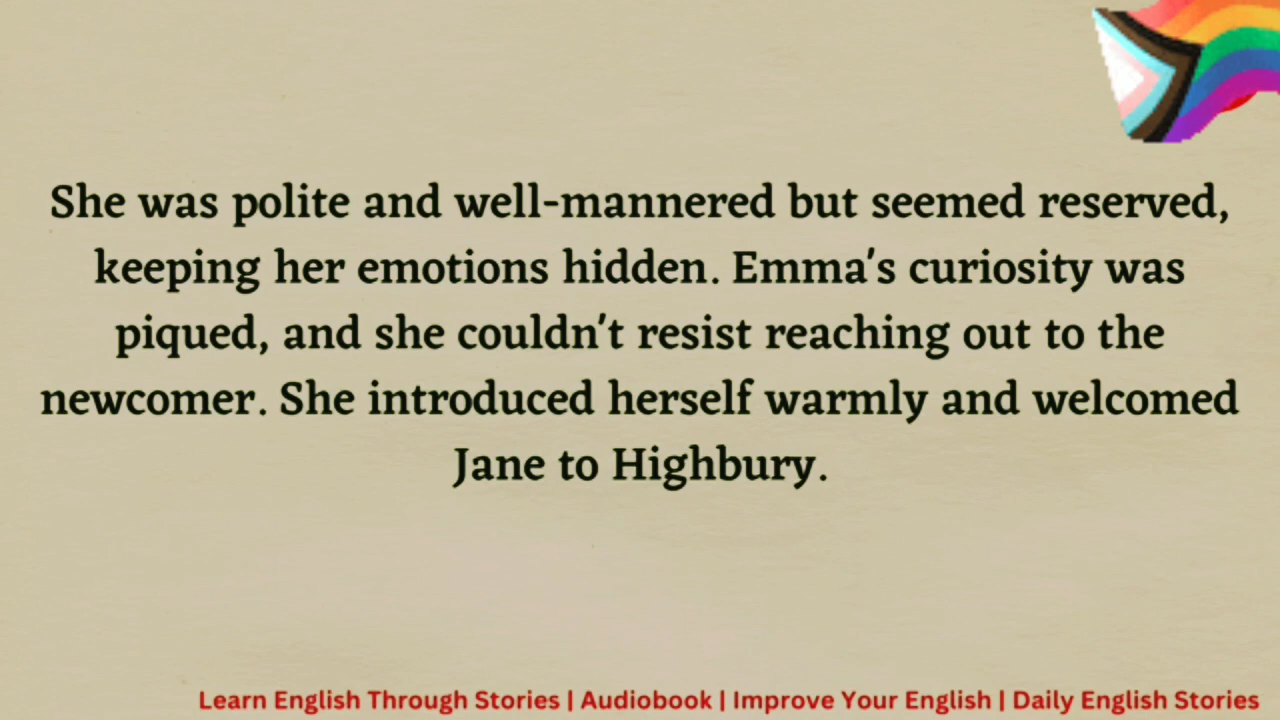 She was polite and well-mannered but seemed reserved,
keeping her emotions hidden. Emma's curiosity was
piqued, and she couldn't resist reaching out to the
newcomer. She introduced herself warmly and welcomed
Jane to Highbury.
Learn English Through Stories | Audiobook | Improve Your English | Daily English Stories